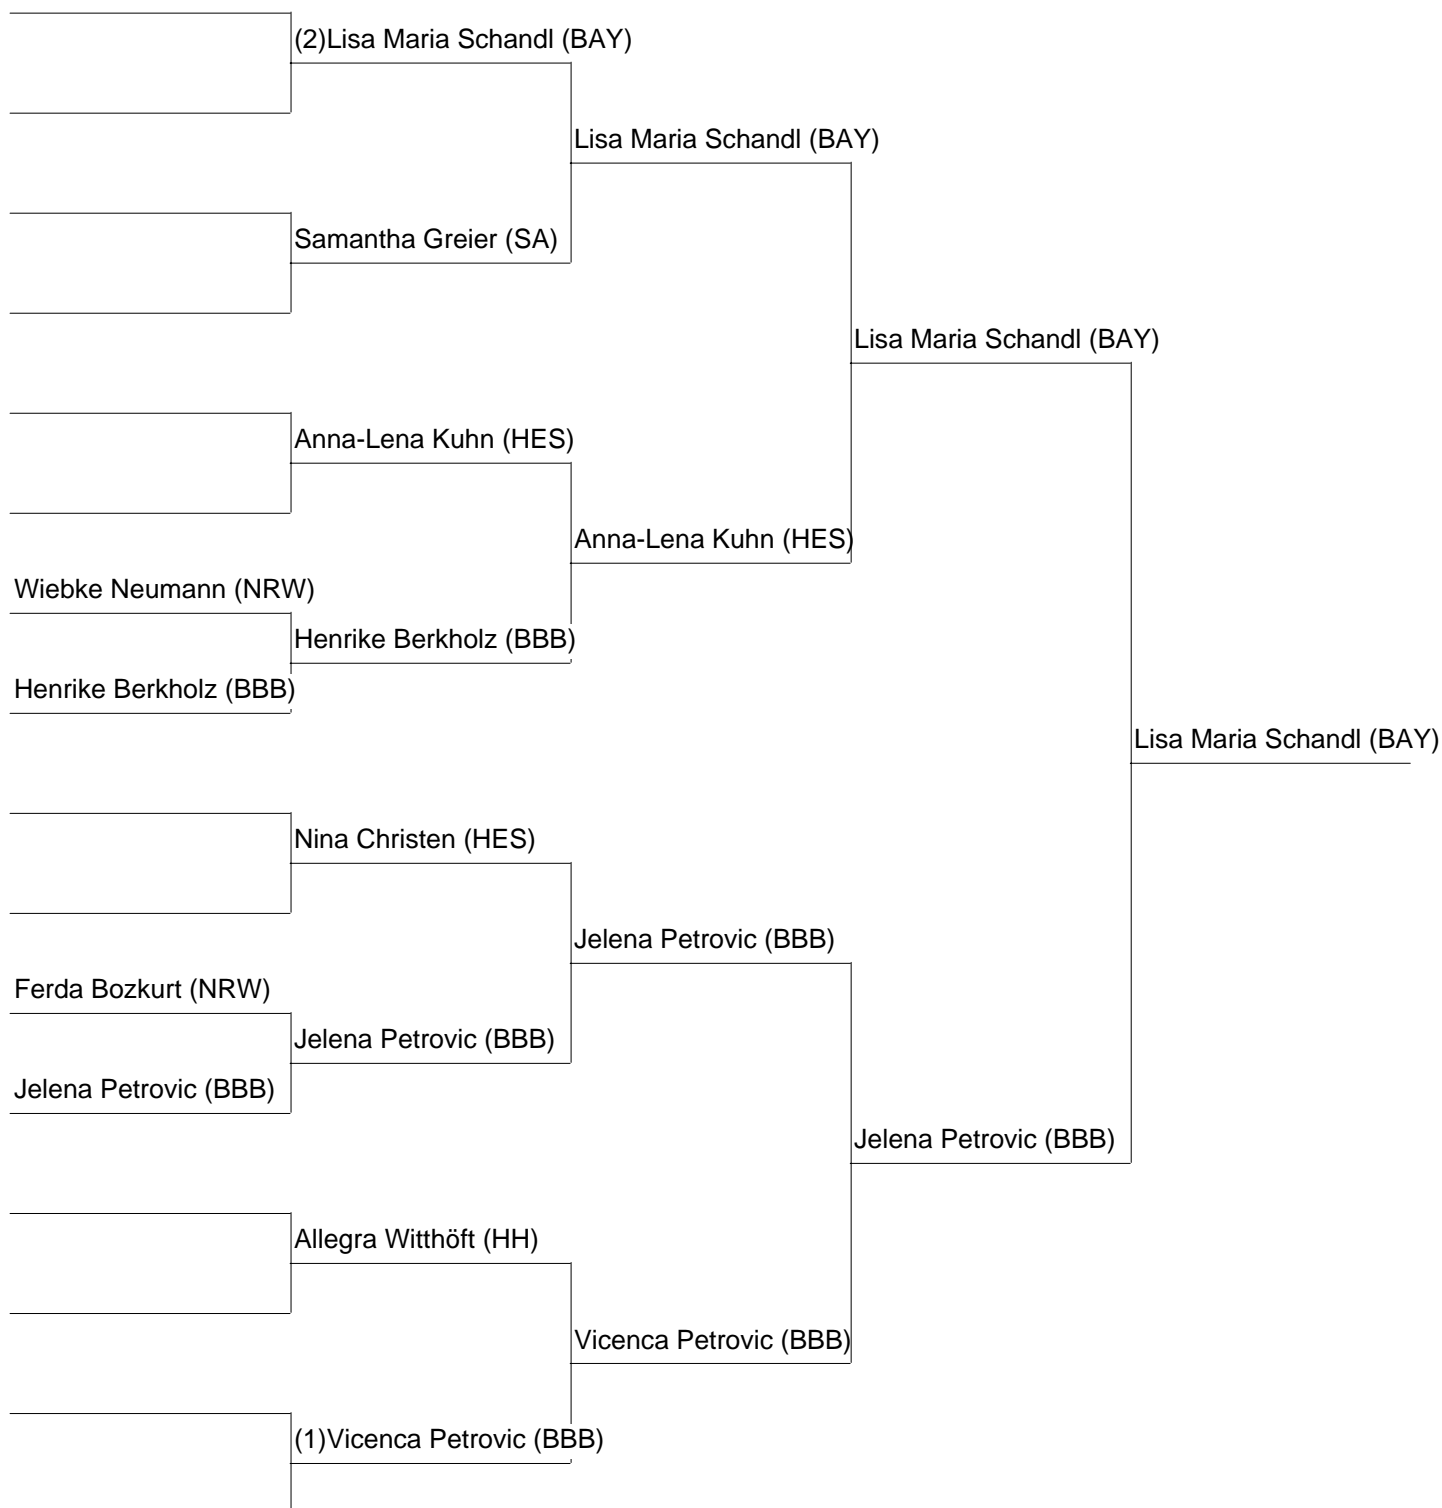 (2)Lisa Maria Schandl (BAY)
Lisa Maria Schandl (BAY)
Samantha Greier (SA)
Lisa Maria Schandl (BAY)
Anna-Lena Kuhn (HES)
Anna-Lena Kuhn (HES)
Wiebke Neumann (NRW)
Henrike Berkholz (BBB)
Henrike Berkholz (BBB)
Lisa Maria Schandl (BAY)
Nina Christen (HES)
Jelena Petrovic (BBB)
Ferda Bozkurt (NRW)
Jelena Petrovic (BBB)
Jelena Petrovic (BBB)
Jelena Petrovic (BBB)
Allegra Witthöft (HH)
Vicenca Petrovic (BBB)
(1)Vicenca Petrovic (BBB)